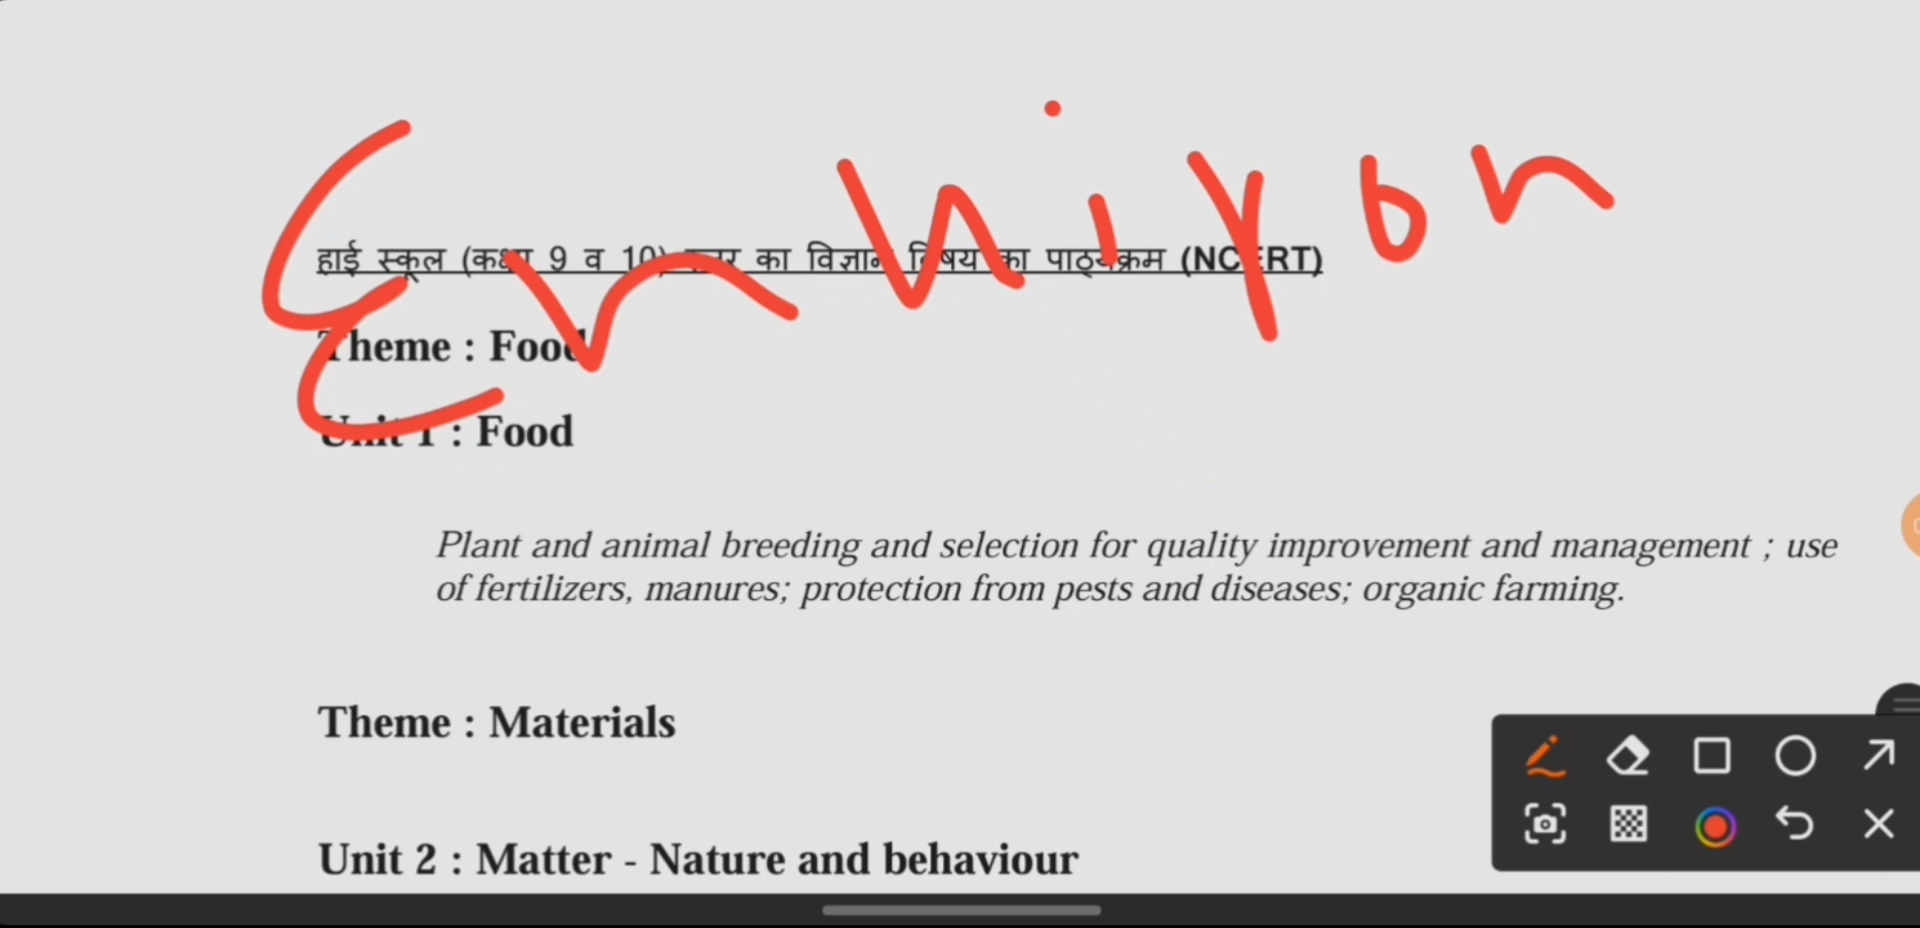 Environ
हाई स्कूल (कक्षा 9 व 10) स्तर का विज्ञान विषय का पाठ्यक्रम (NCERT)
Theme : Food
Unit 1 : Food
Plant and animal breeding and selection for quality improvement and management ; use
of fertilizers, manures; protection from pests and diseases; organic farming.
Theme : Materials
Unit 2 : Matter - Nature and behaviour